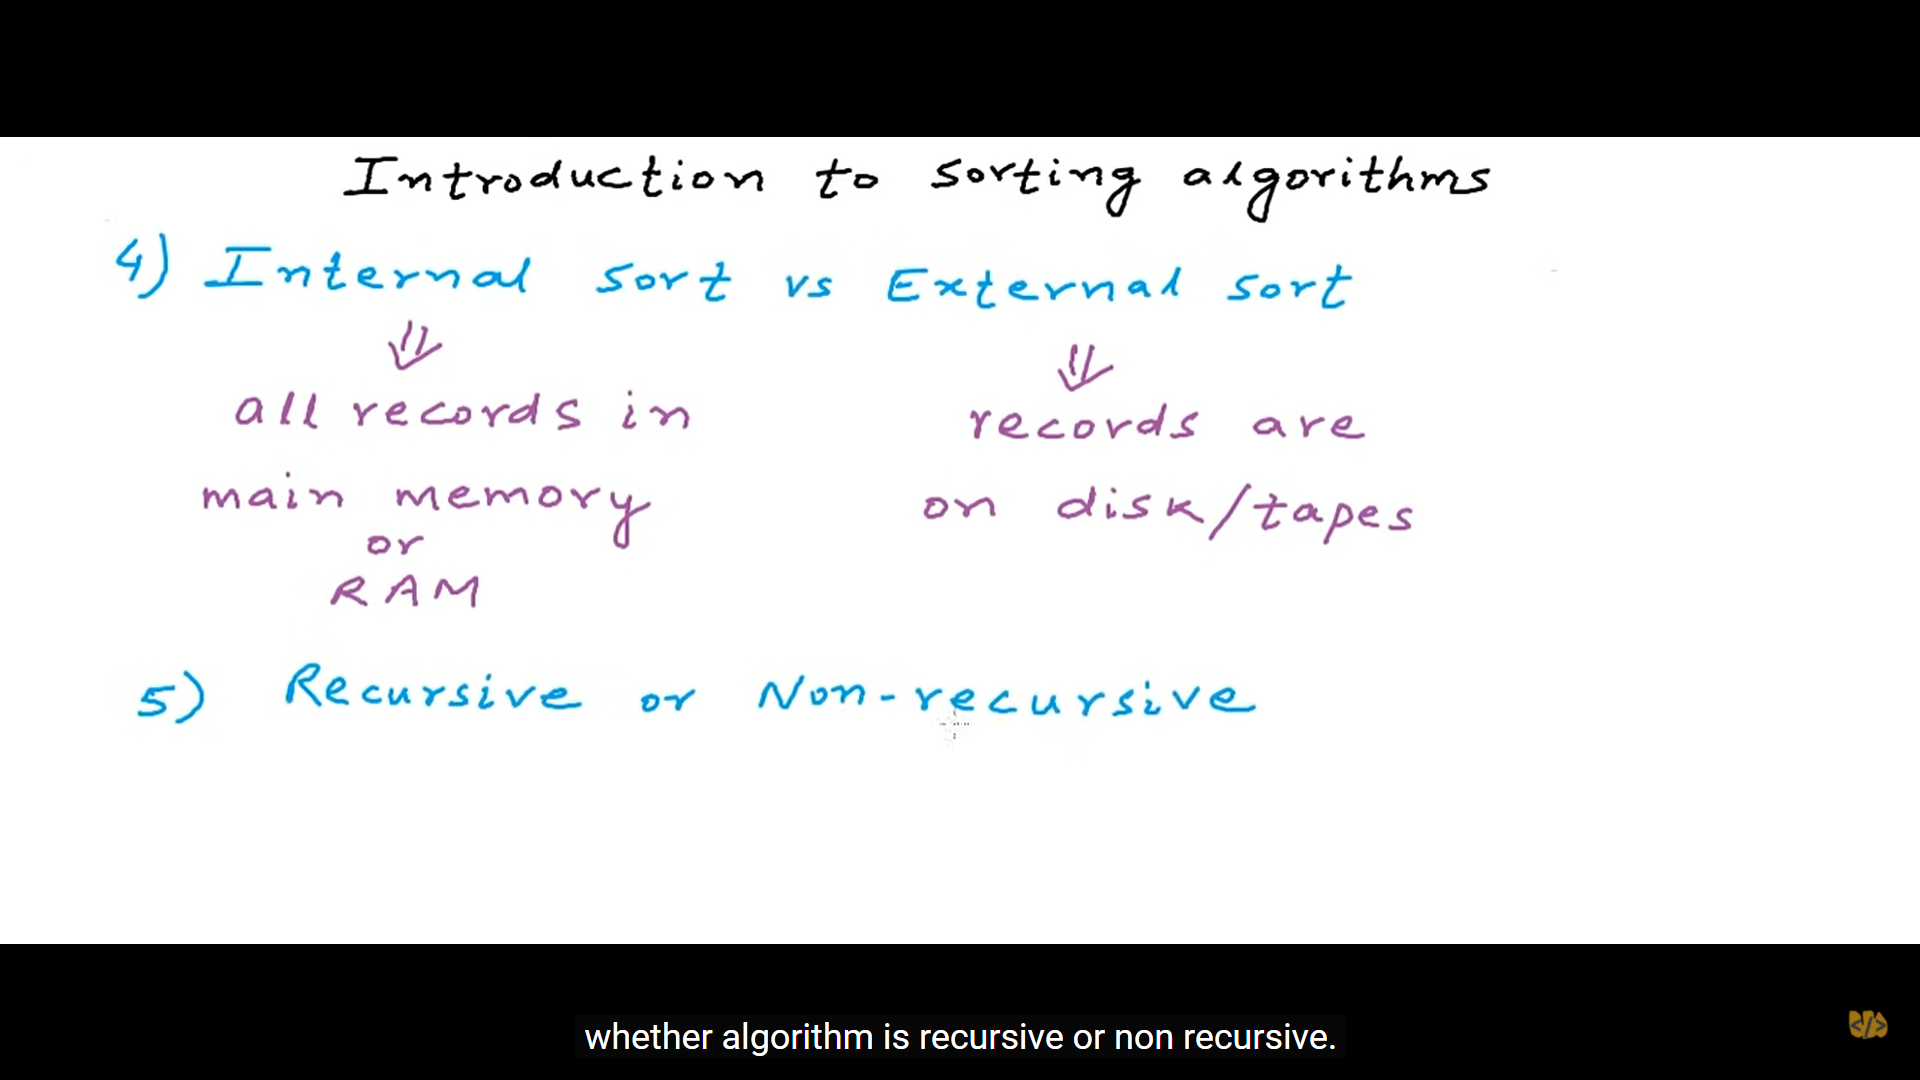 Introduction to sorting algorithms
4) Internal sort vs External sort
all records in
main memory
or
RAM
records are
on disk/tapes
5) Recursive or Non-recursive
whether algorithm is recursive or non recursive.